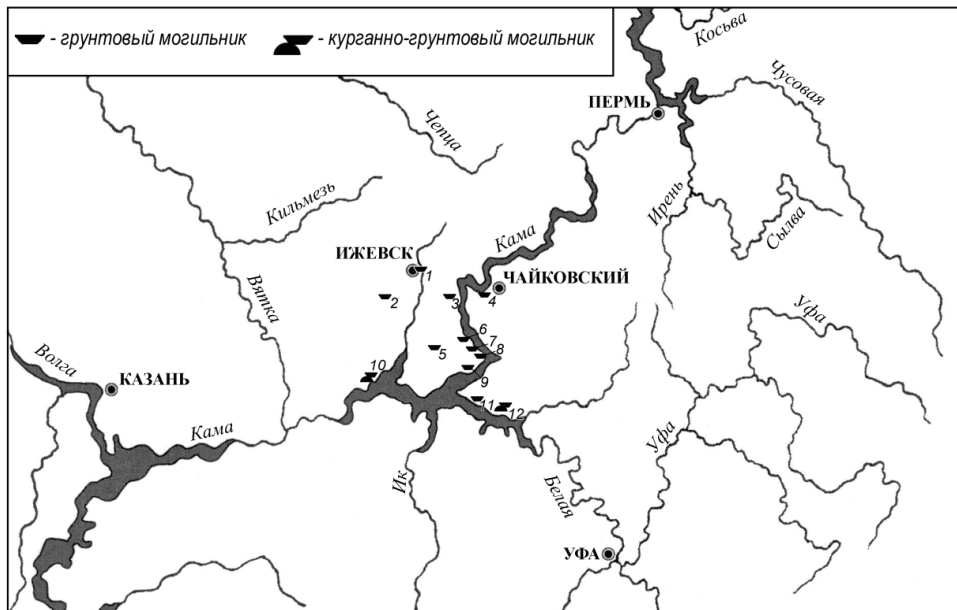 - грунтовый могильник
- курганно-грунтовый могильник
Косьва
Чусовая
ПЕРМЬ
Чепца
Ирень
Сылва
Кильмезь
Кама
ИЖЕВСК
1
ЧАЙКОВСКИЙ
2
3
4
Вятка
Уфа
6
7
5
8
Волга
КАЗАНЬ
10
9
11
12
Кама
Уфа
Ик
Белая
УФА